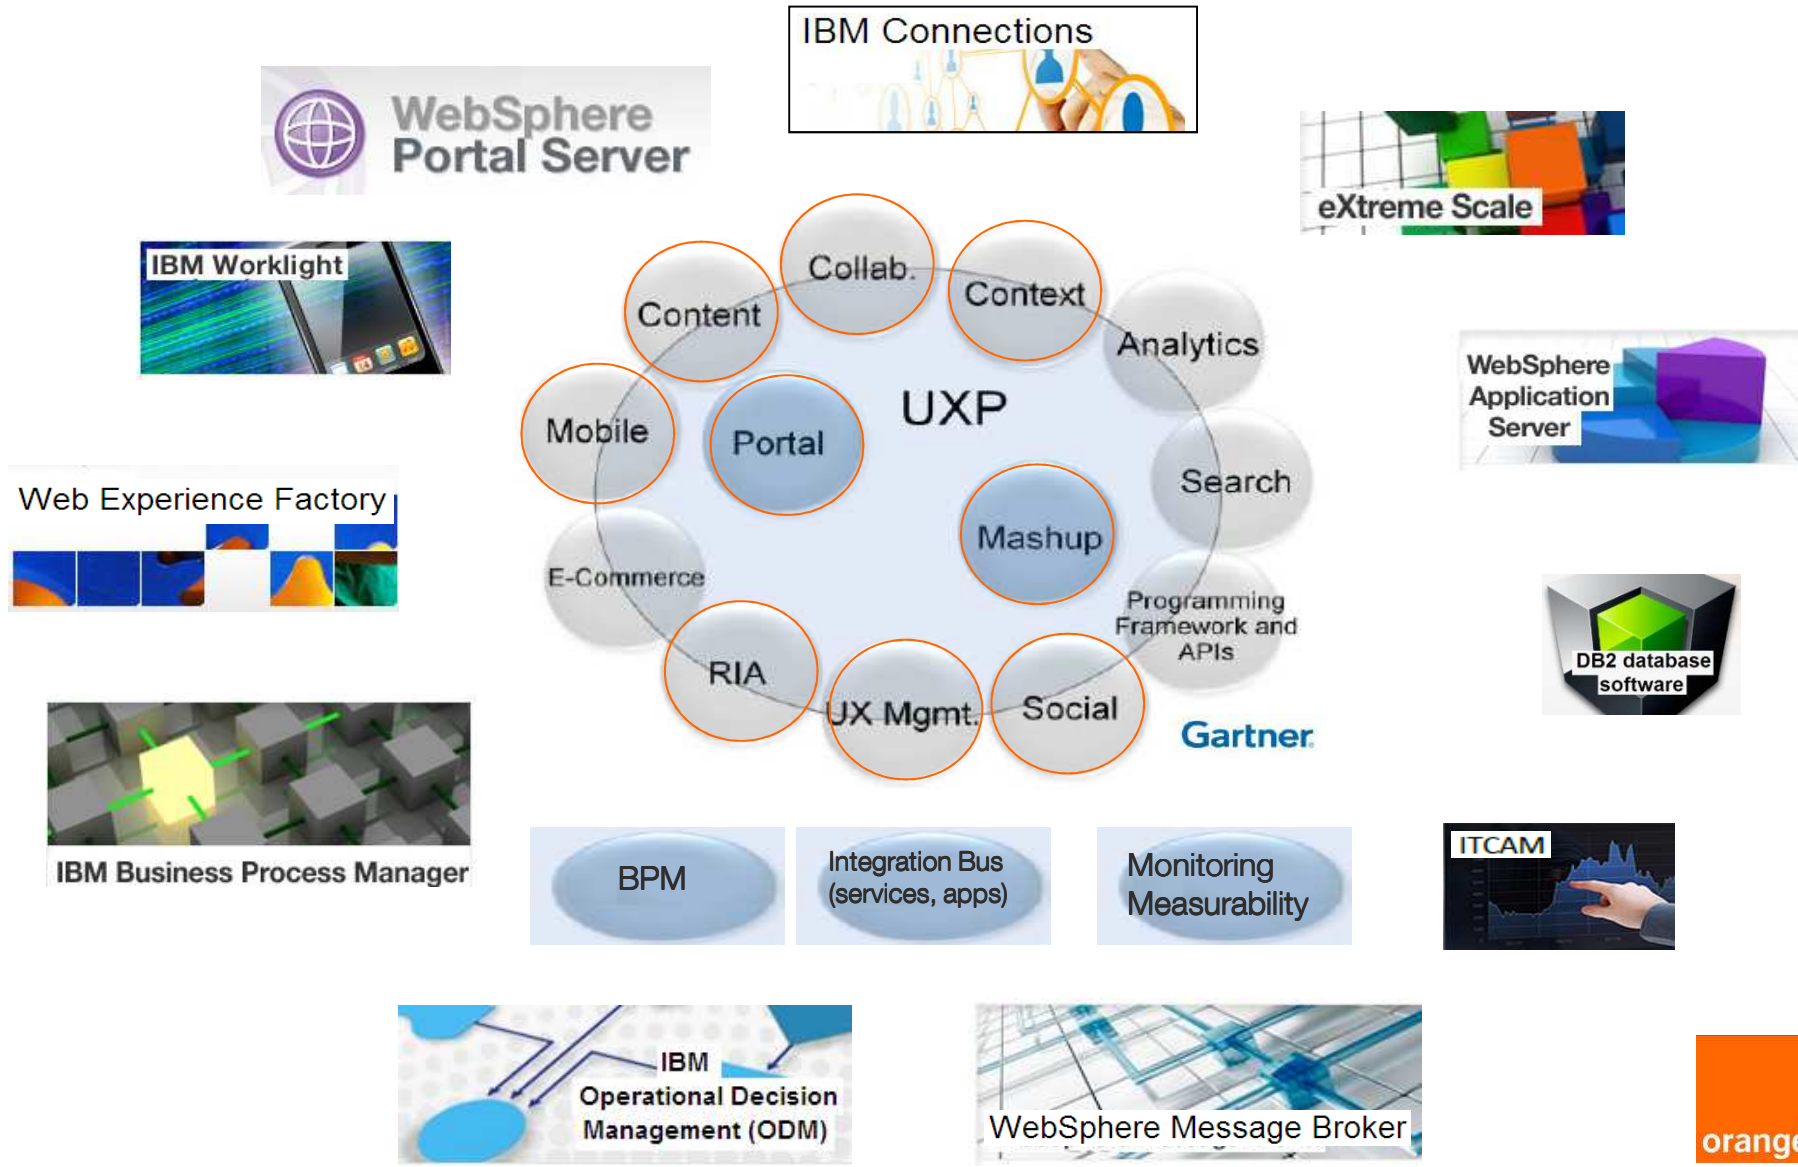 IBM Connections
WebSphere
Portal Server
eXtreme Scale
IBM Worklight
Collab.
Context
Content
Analytics
WebSphere
Application
Server
UXP
Mobile
Portal
Search
Web Experience Factory
Mashup
E-Commerce
Programming
Framework and
APIs
RIA
UX Mgmt.
Social
DB2 database
software
Gartner
IBM Business Process Manager
BPM
Integration Bus
(services, apps)
Monitoring
Measurability
ITCAM
IBM
Operational Decision
Management (ODM)
WebSphere Message Broker
orange